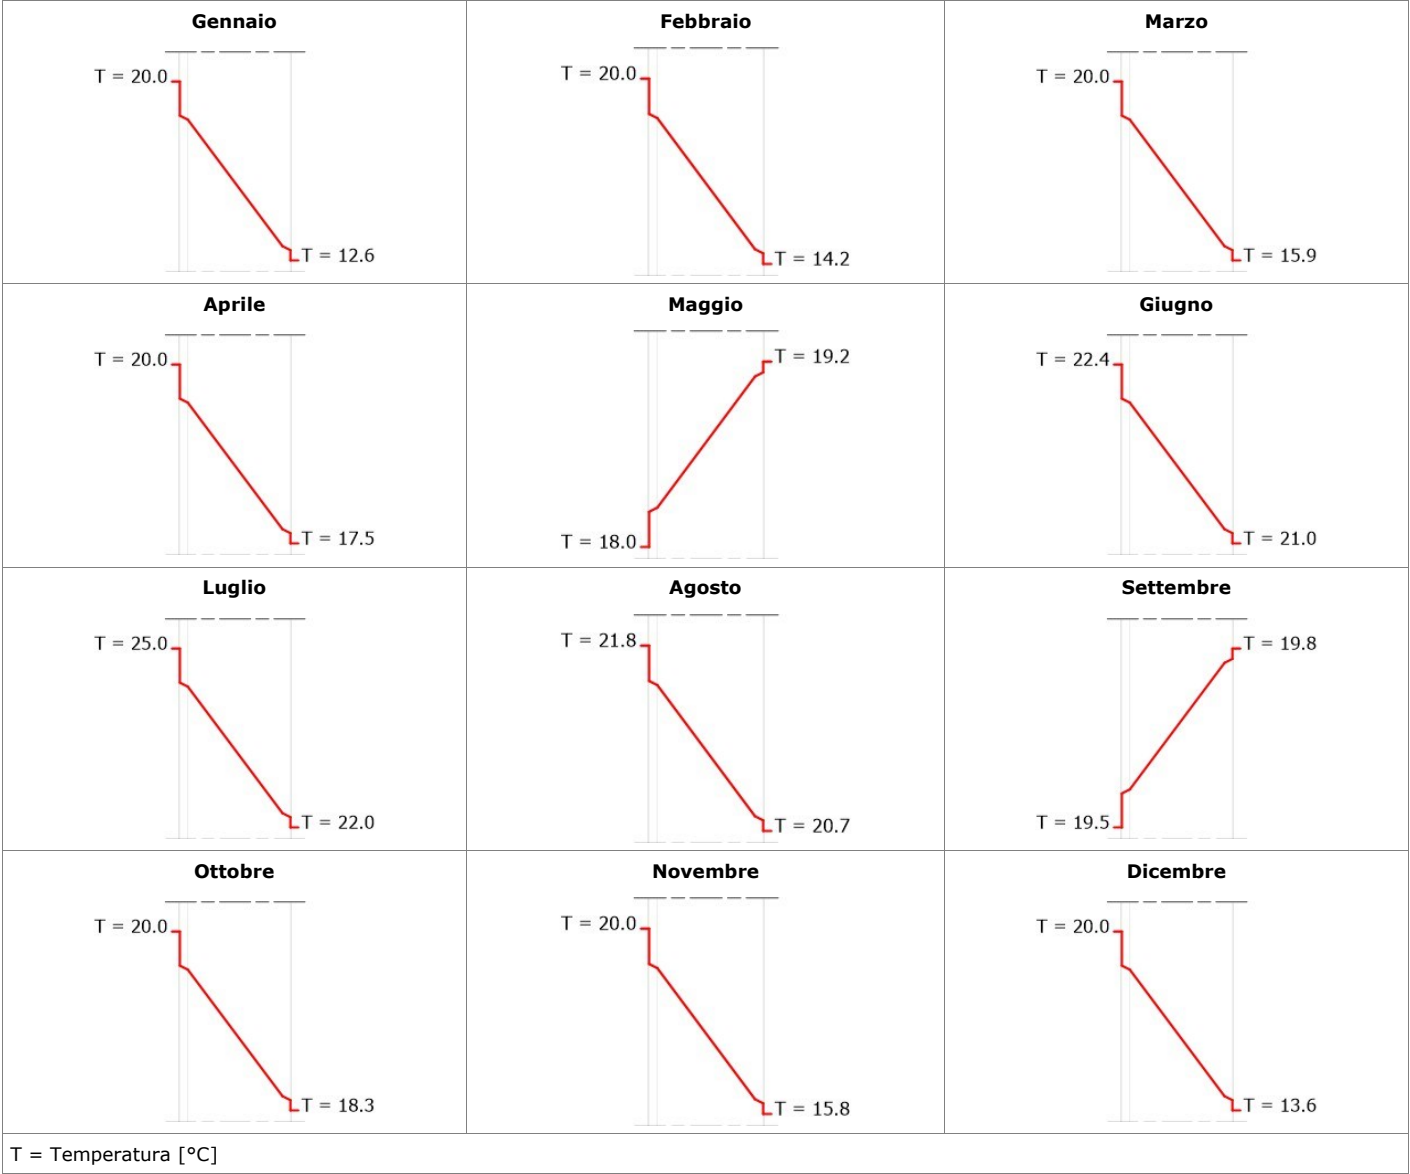 Gennaio
T = 20.0
T = 12.6
Febbraio
T = 20.0
T = 14.2
Marzo
T = 20.0
T = 15.9
Aprile
T = 20.0
T = 17.5
Maggio
T = 19.2
T = 18.0
Giugno
T = 22.4
T = 21.0
Luglio
T = 25.0
T = 22.0
Agosto
T = 21.8
T = 20.7
Settembre
T = 19.8
T = 19.5
Ottobre
T = 20.0
T = 18.3
Novembre
T = 20.0
T = 15.8
Dicembre
T = 20.0
T = 13.6
T = Temperatura [°C]